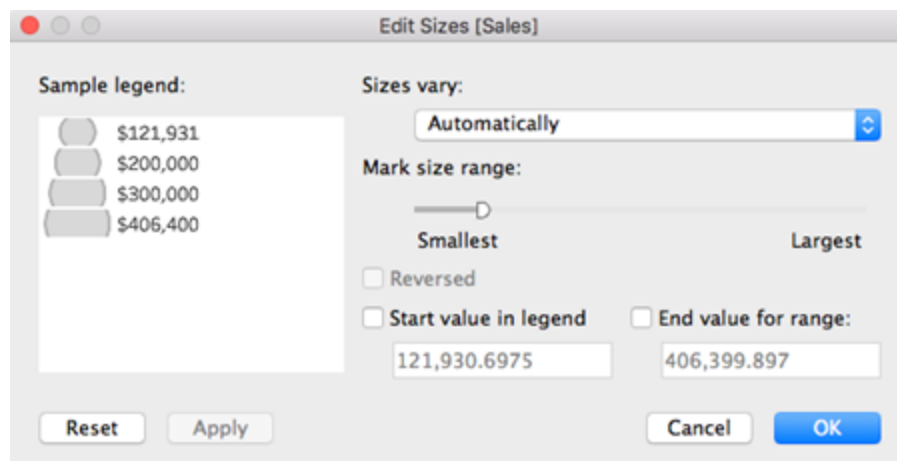 Edit Sizes [Sales]
Sample legend:
$121,931
$200,000
$300,000
$406,400
Sizes vary:
Automatically
Mark size range:
Smallest
Largest
Reversed
Start value in legend
End value for range:
121,930.6975
406,399.897
Reset
Apply
Cancel
OK